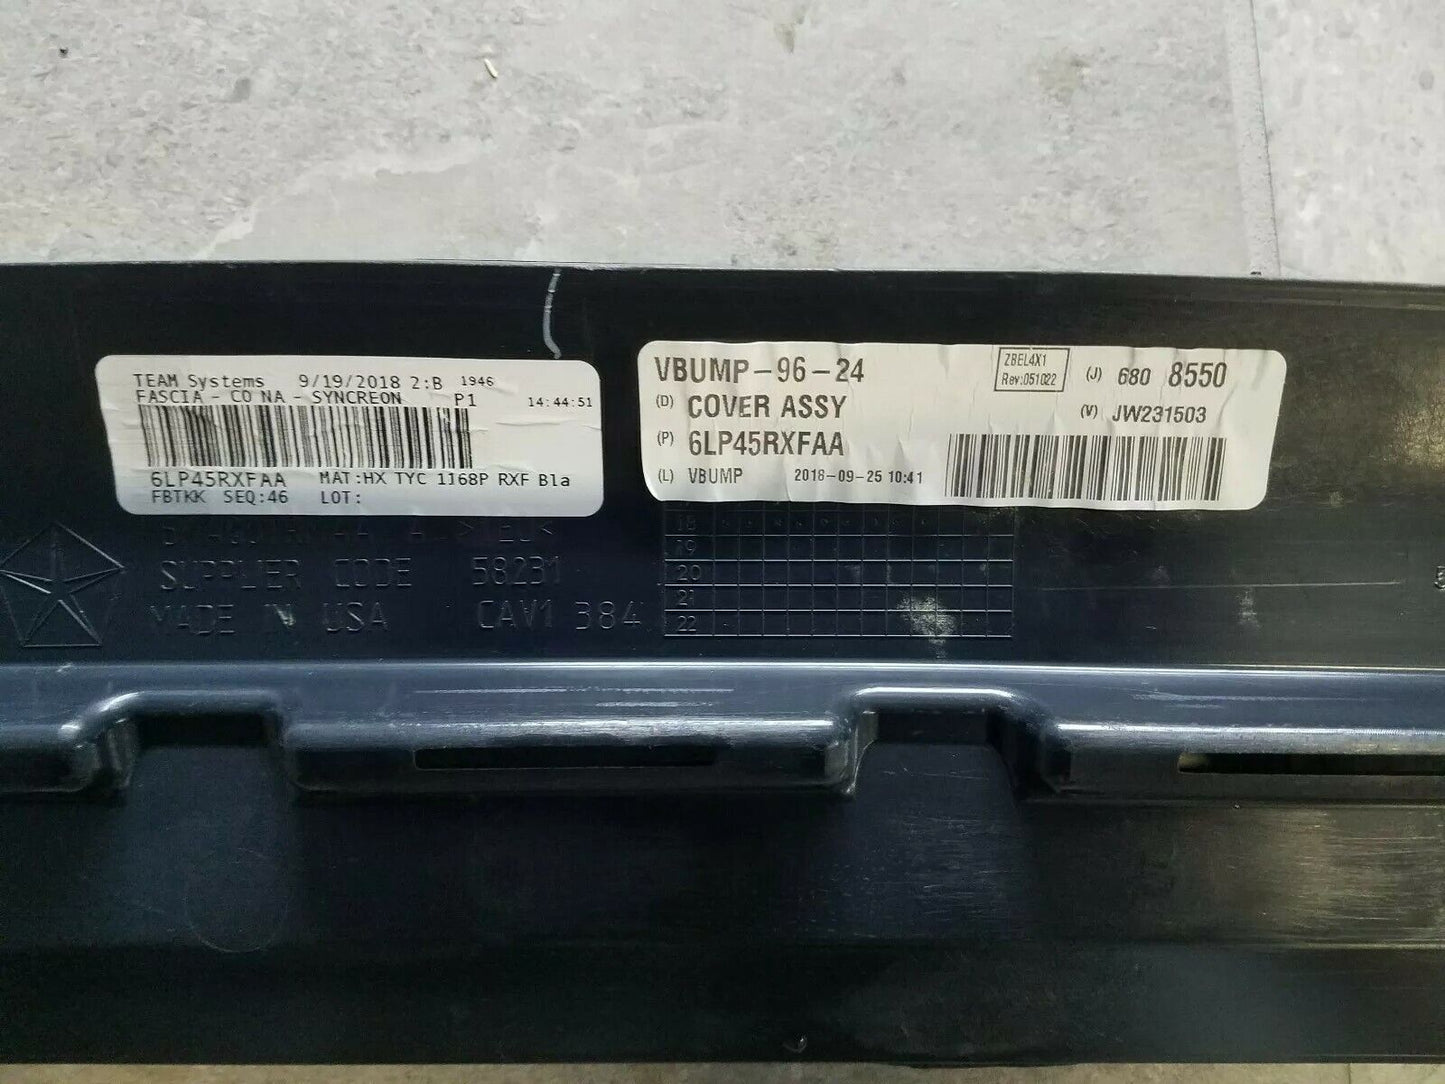 TEAM Systems 9/19/2018 2:B 1946
FASCIA - CO NA - SYNCREON P1 14:44:51
6LP45RXFAA MAT:HX TYC 1168P RXF Bla
FBTKK SEQ:46 LOT:
VBUMP-96-24
ZBEL4X1
Rev:051022
(J) 680 8550
(D) COVER ASSY
(V) JW231503
(P) 6LP45RXFAA
(L) VBUMP 2018-09-25 10:41
SUPPLIER CODE 58231
MADE IN USA CAV1 384
18
19
20
21
22